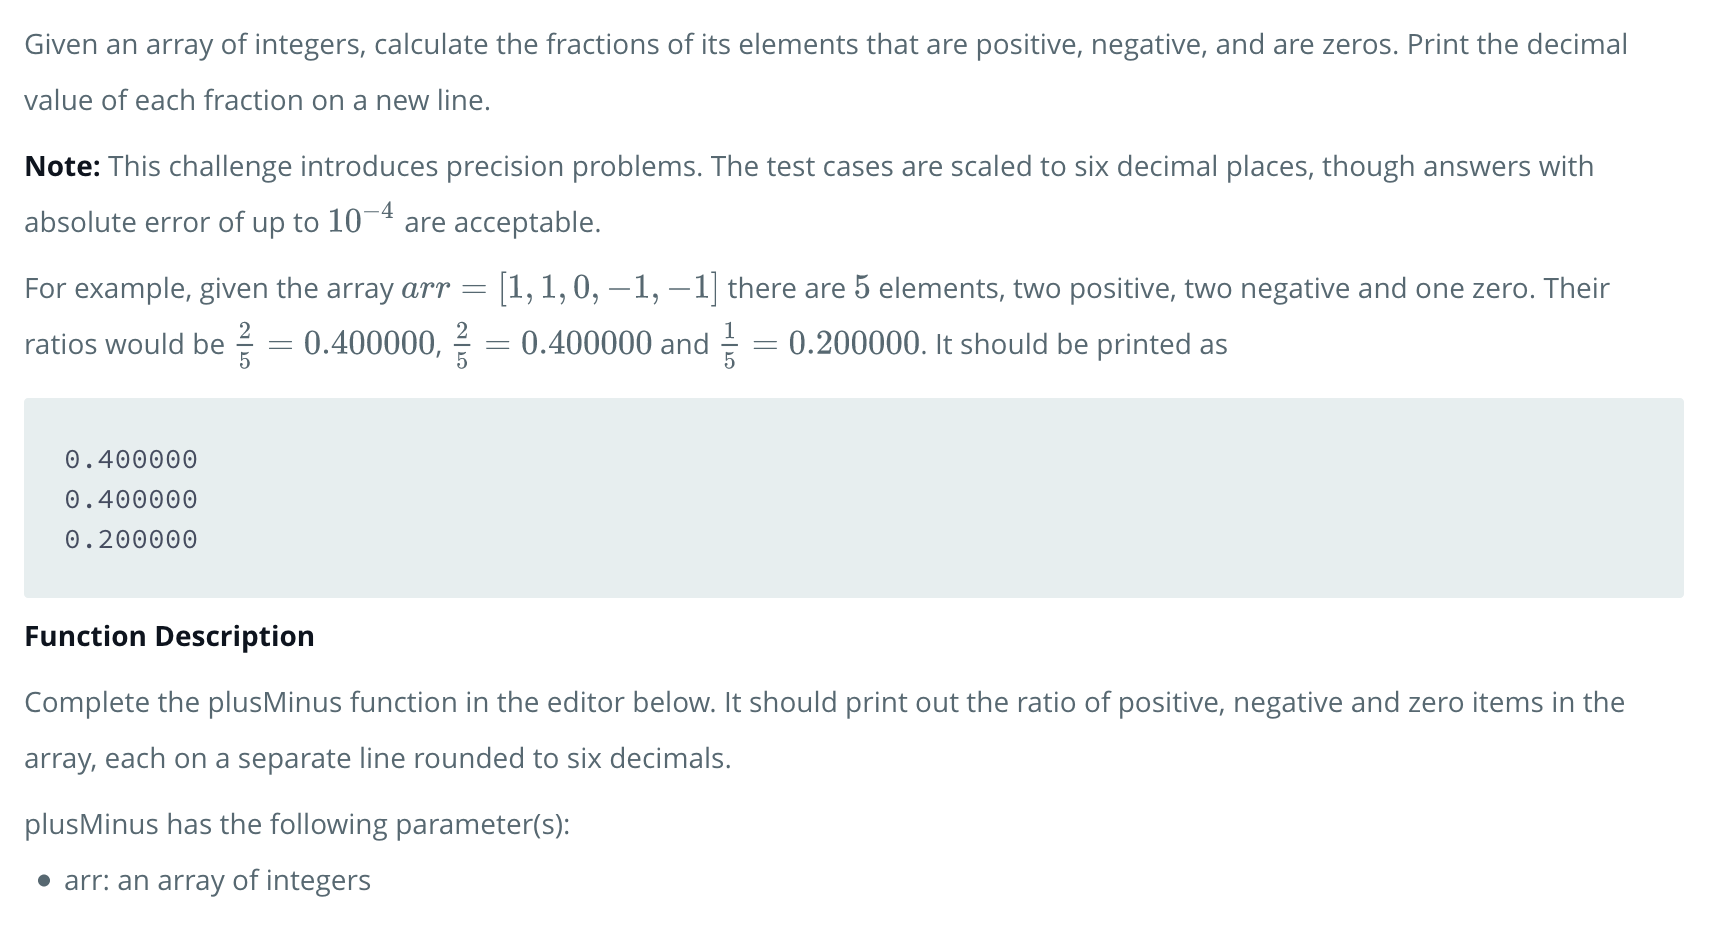 Given an array of integers, calculate the fractions of its elements that are positive, negative, and are zeros. Print the decimal
value of each fraction on a new line.
Note: This challenge introduces precision problems. The test cases are scaled to six decimal places, though answers with
absolute error of up to 10⁻⁴ are acceptable.
For example, given the array arr = [1, 1, 0, −1, −1] there are 5 elements, two positive, two negative and one zero. Their
ratios would be 2/5 = 0.400000, 2/5 = 0.400000 and 1/5 = 0.200000. It should be printed as
0.400000
0.400000
0.200000
Function Description
Complete the plusMinus function in the editor below. It should print out the ratio of positive, negative and zero items in the
array, each on a separate line rounded to six decimals.
plusMinus has the following parameter(s):
• arr: an array of integers